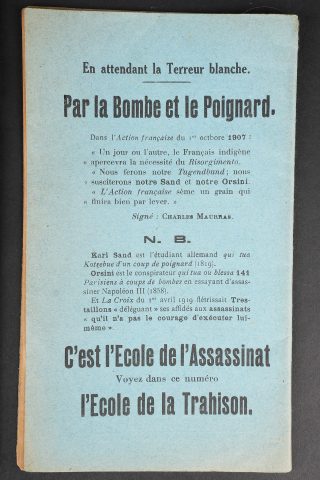 En attendant la Terreur blanche.
Par la Bombe et le Poignard.
Dans l'Action française du 1er octobre 1907 :
« Un jour ou l'autre, le Français indigène
« apercevra la nécessité du Risorgimento.
« Nous ferons notre Tugendbund ; nous
« susciterons notre Sand et notre Orsini.
« L'Action française sème un grain qui
« finira bien par lever. »
Signé : CHARLES MAURRAS.
N. B.
Karl Sand est l'étudiant allemand qui tua
Kotzebue d'un coup de poignard (1819).
Orsini est le conspirateur qui tua ou blessa 141
Parisiens à coups de bombes en essayant d'assas-
siner Napoléon III (1858).
Et La Croix du 1er avril 1919 flétrissait Tres-
taillons « déléguant » ses affidés aux assassinats
« qu'il n'a pas le courage d'exécuter lui-
même ».
C'est l'Ecole de l'Assassinat
Voyez dans ce numéro
l'Ecole de la Trahison.